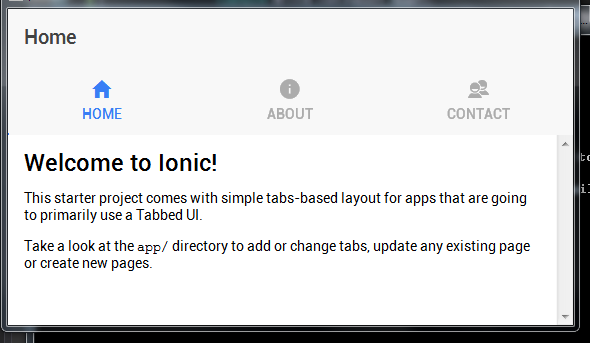 Home
HOME
ABOUT
CONTACT
Welcome to Ionic!
This starter project comes with simple tabs-based layout for apps that are going
to primarily use a Tabbed UI.
Take a look at the app/ directory to add or change tabs, update any existing page
or create new pages.